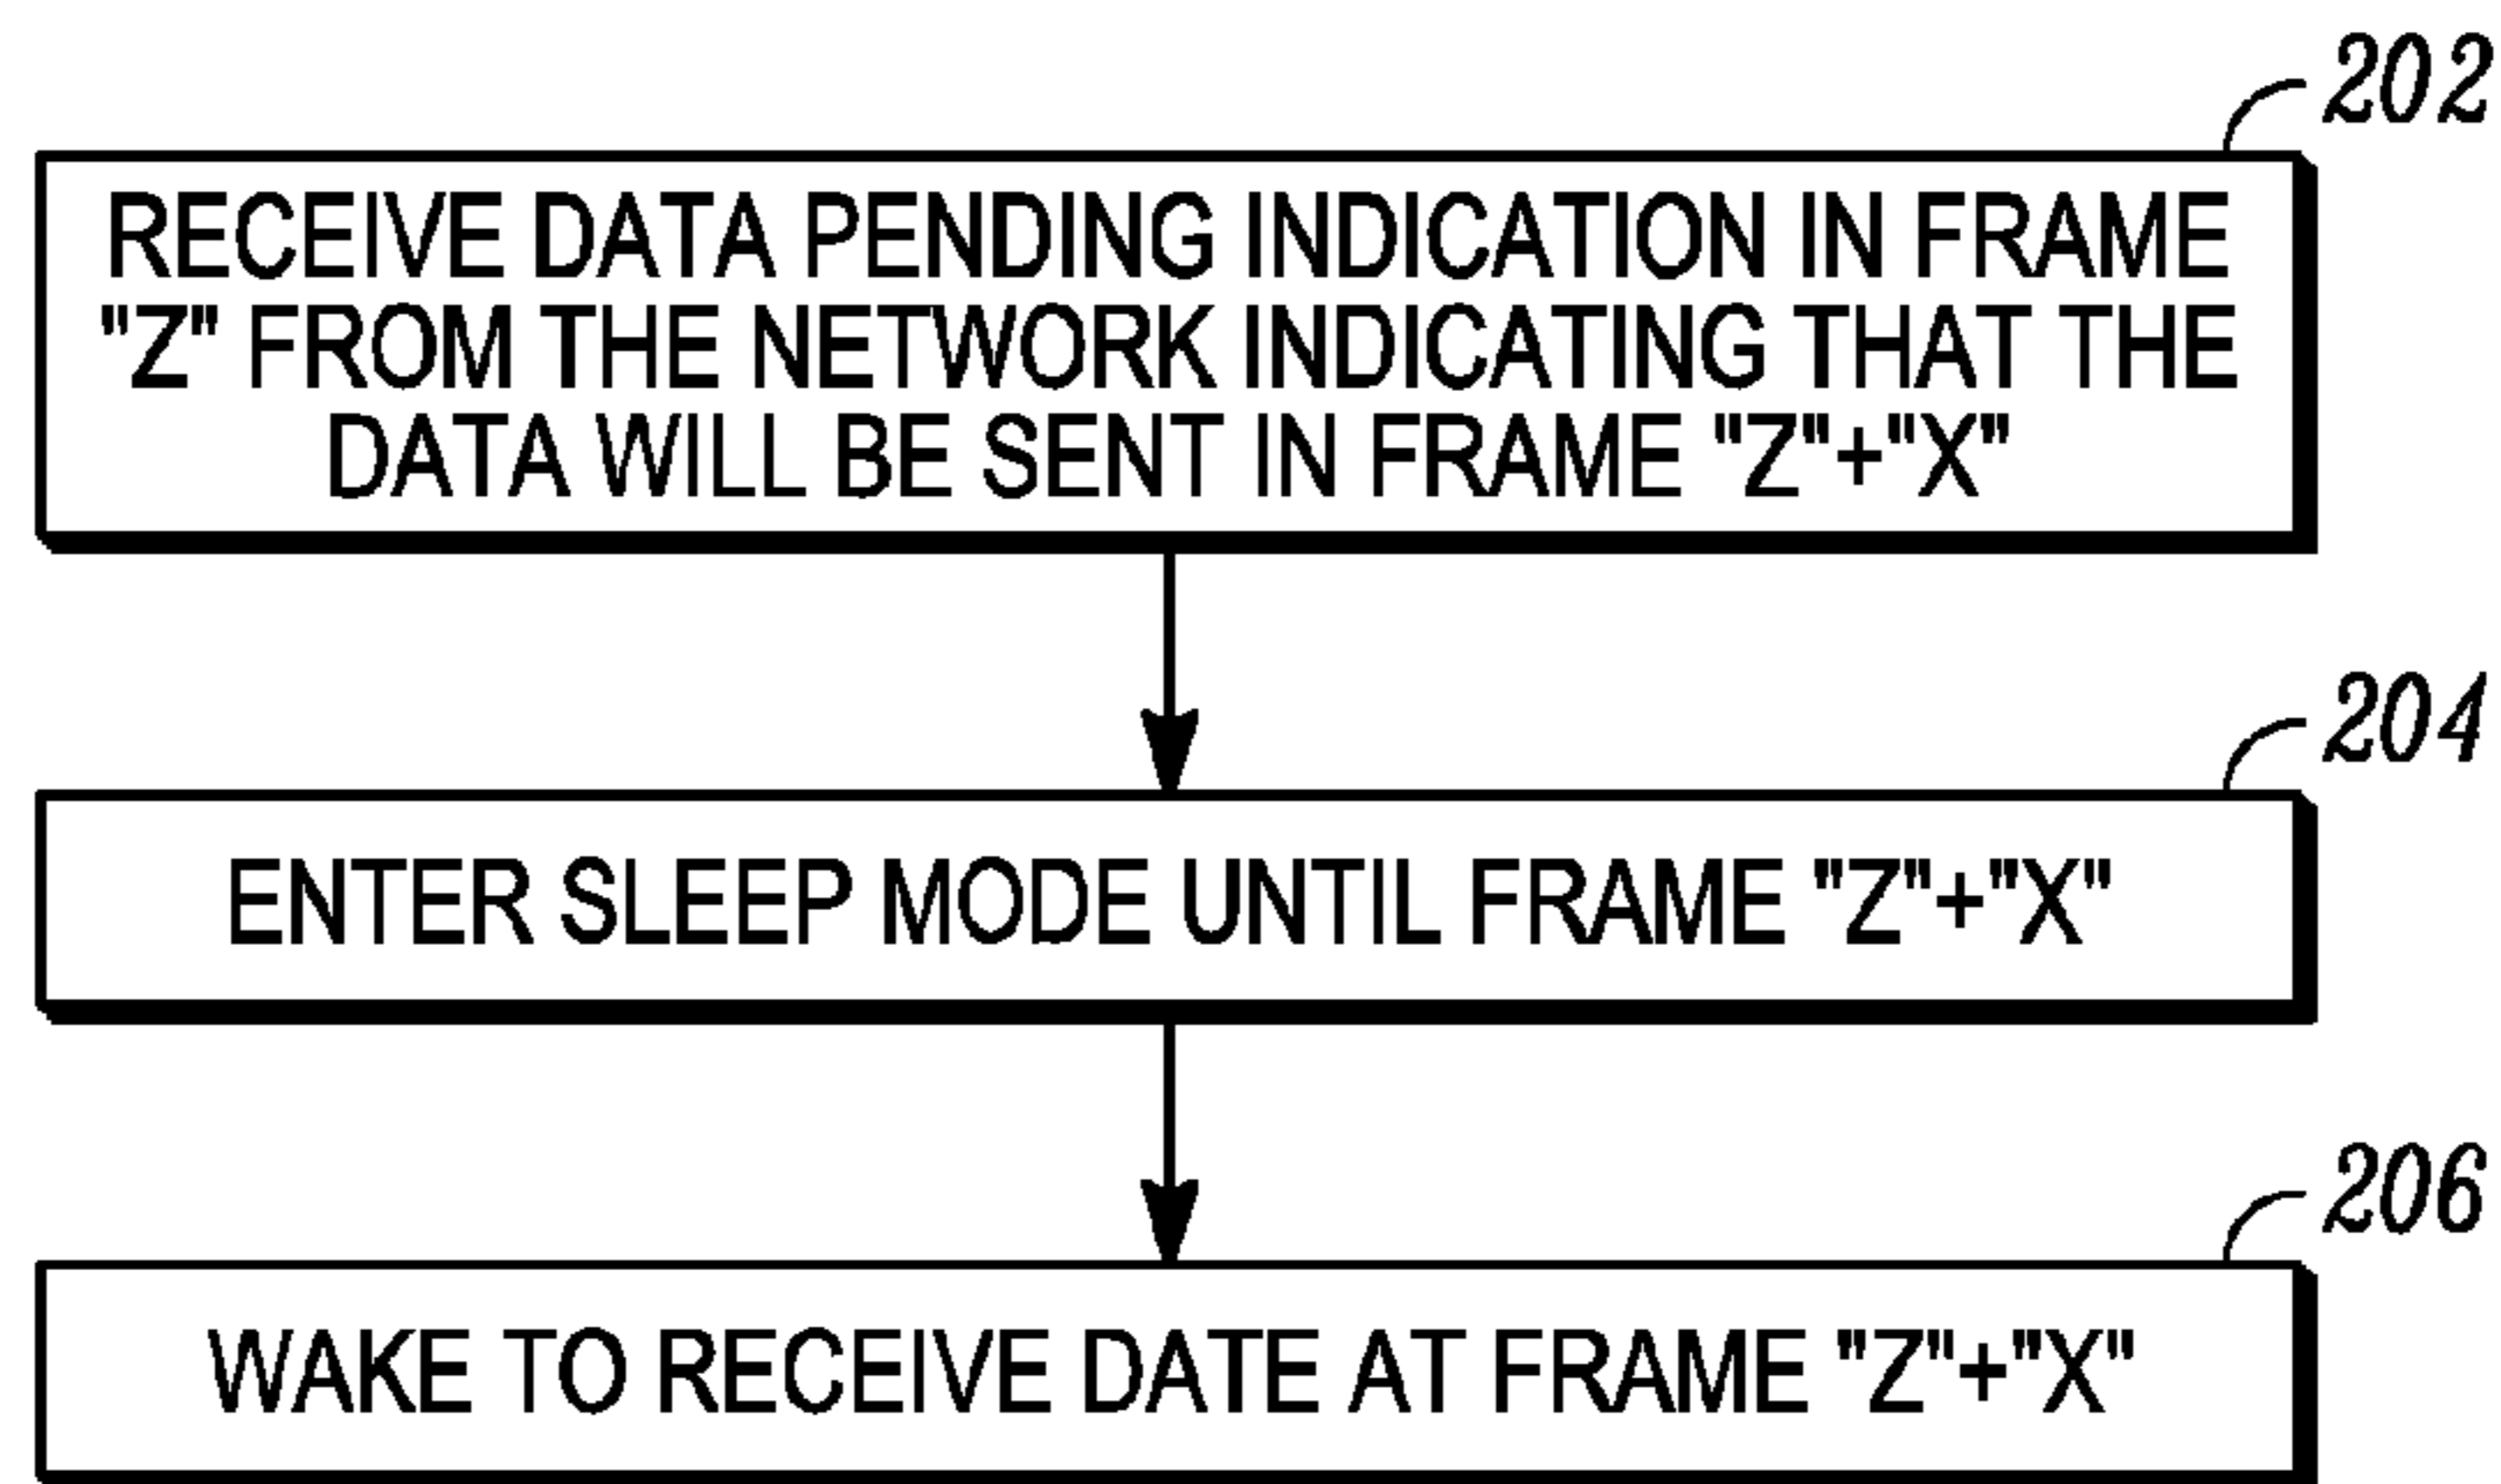 202
RECEIVE DATA PENDING INDICATION IN FRAME
"Z" FROM THE NETWORK INDICATING THAT THE
DATA WILL BE SENT IN FRAME "Z"+"X"
204
ENTER SLEEP MODE UNTIL FRAME "Z"+"X"
206
WAKE TO RECEIVE DATE AT FRAME "Z"+"X"